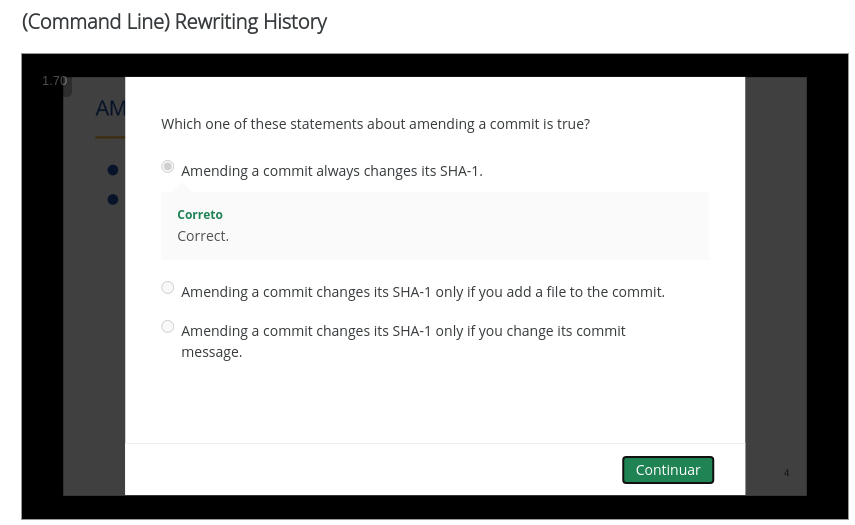 (Command Line) Rewriting History
1.70
AM
Which one of these statements about amending a commit is true?
Amending a commit always changes its SHA-1.
Correto
Correct.
Amending a commit changes its SHA-1 only if you add a file to the commit.
Amending a commit changes its SHA-1 only if you change its commit
message.
Continuar
4